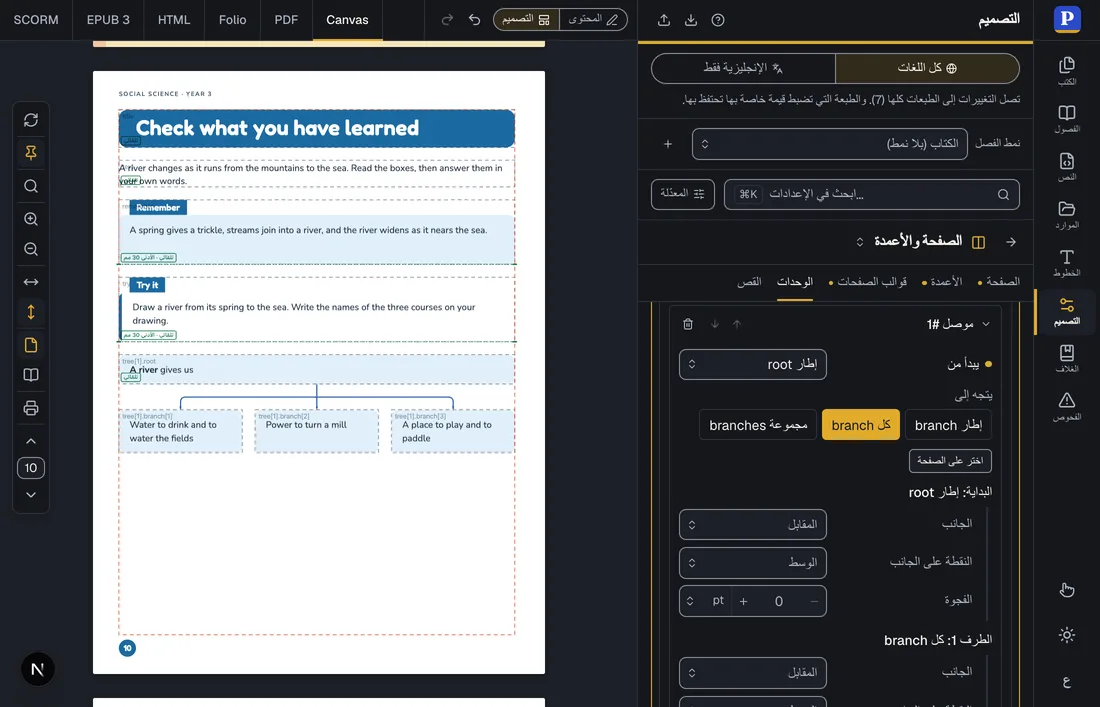 SCORM
EPUB 3
HTML
Folio
PDF
Canvas
التصميم
المحتوى
10
N
SOCIAL SCIENCE - YEAR 3
Check what you have learned
تلقائي
A river changes as it runs from the mountains to the sea. Read the boxes, then answer them in
your own words.
Remember
A spring gives a trickle, streams join into a river, and the river widens as it nears the sea.
تلقائي · الأدنى 30 مم
Try it
Draw a river from its spring to the sea. Write the names of the three courses on your
drawing.
تلقائي · الأدنى 30 مم
tree[1].root
A river gives us
تلقائي
tree[1].branch[1]
Water to drink and to
water the fields
tree[1].branch[2]
Power to turn a mill
tree[1].branch[3]
A place to play and to
paddle
10
التصميم
كل اللغات
الإنجليزية فقط
تصل التغييرات إلى الطبعات كلها (7). والطبعة التي تضبط قيمة خاصة بها تحتفظ بها.
نمط الفصل
الكتاب (بلا نمط)
+
ابحث في الإعدادات...
⌘K
المعدّلة
الصفحة والأعمدة
الصفحة
الأعمدة
قوالب الصفحات
الوحدات
القص
موصل #1
يبدأ من
إطار root
يتجه إلى
إطار branch
كل branch
مجموعة branches
اختر على الصفحة
البداية: إطار root
الجانب
المقابل
النقطة على الجانب
الوسط
الفجوة
− 0 + pt
الطرف 1: كل branch
الجانب
المقابل
P
الكتب
الفصول
النص
الموارد
الخطوط
التصميم
الغلاف
الفحوص
ع